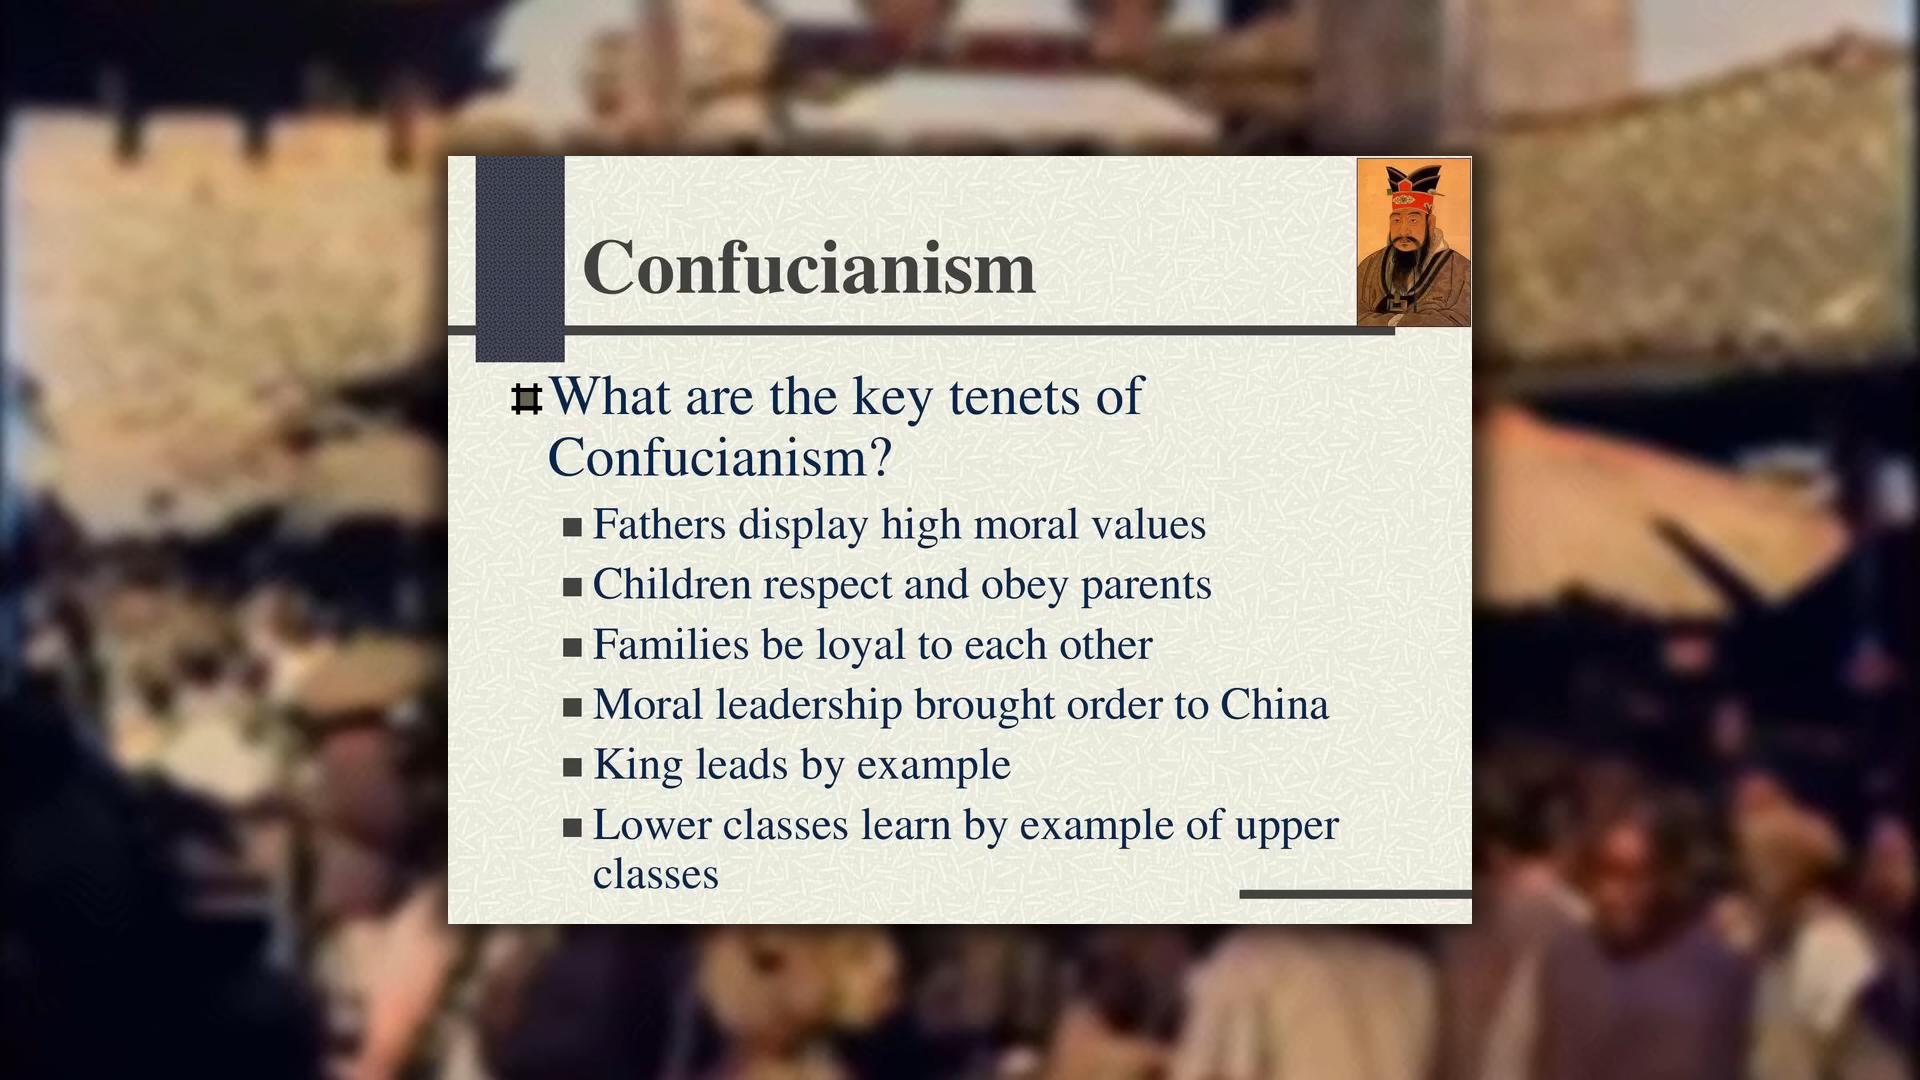 Confucianism
What are the key tenets of
Confucianism?
Fathers display high moral values
Children respect and obey parents
Families be loyal to each other
Moral leadership brought order to China
King leads by example
Lower classes learn by example of upper
classes